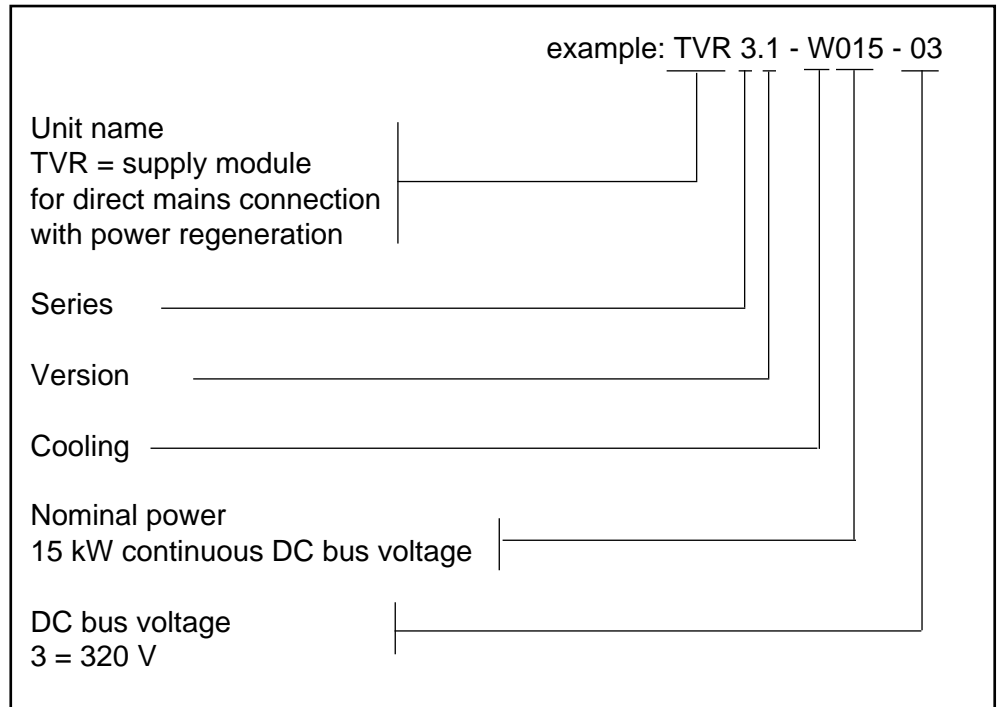 example: TVR 3.1 - W015 - 03
Unit name
TVR = supply module
for direct mains connection
with power regeneration
Series
Version
Cooling
Nominal power
15 kW continuous DC bus voltage
DC bus voltage
3 = 320 V